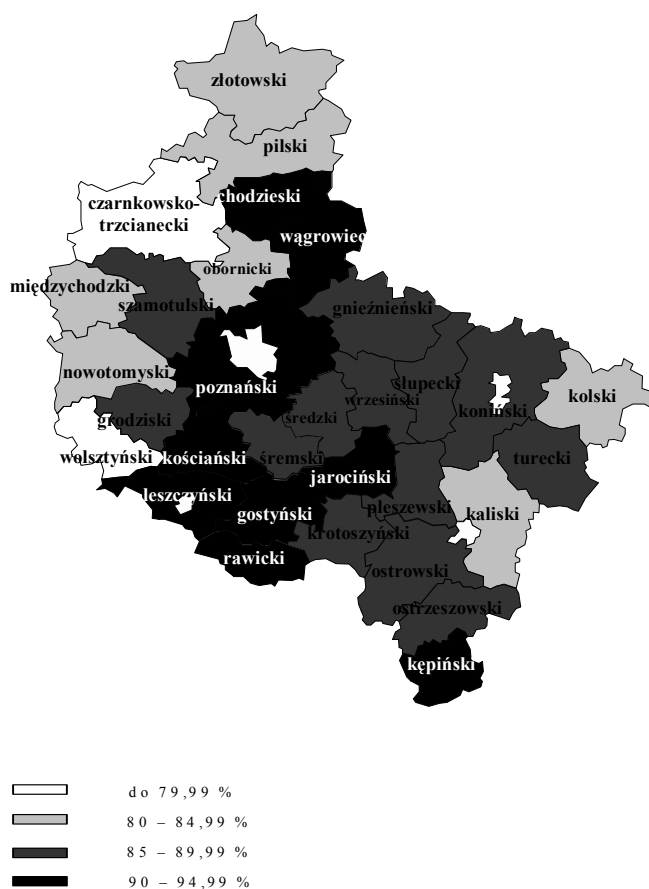 złotowski
pilski
chodzieski
czarnkowsko-
trzcianecki
wągrowiec
obornicki
międzychodzki
szamotulski
gnieźnieński
nowotomyski
poznański
słupecki
wrzesiński
koniński
kolski
grodziski
średzki
wolsztyński
kościański
śremski
turecki
jarociński
leszczyński
gostyński
pleszewski
kaliski
krotoszyński
rawicki
ostrowski
ostrzeszowski
kępiński
do 79,99 %
80 – 84,99 %
85 – 89,99 %
90 – 94,99 %